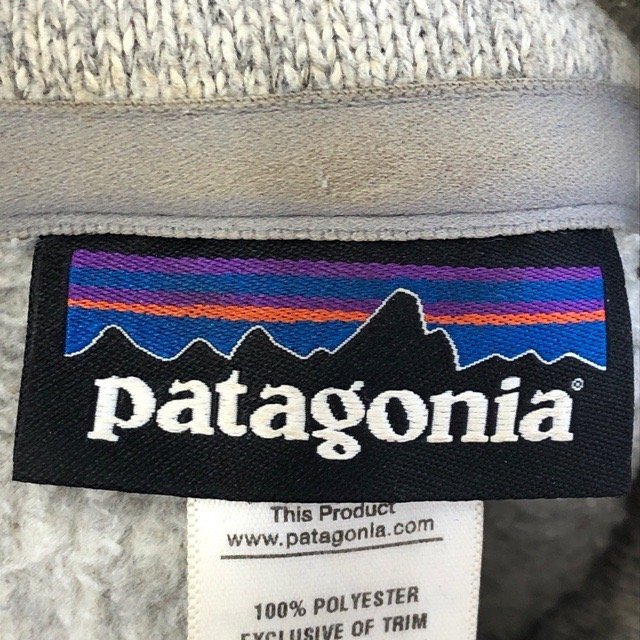 patagonia®
This Product
www.patagonia.com
100% POLYESTER
EXCLUSIVE OF TRIM